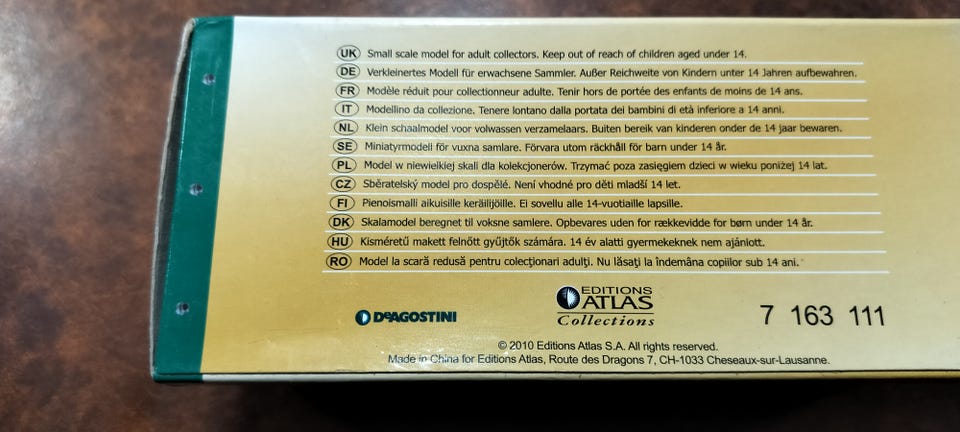 UK Small scale model for adult collectors. Keep out of reach of children aged under 14.
DE Verkleinertes Modell für erwachsene Sammler. Außer Reichweite von Kindern unter 14 Jahren aufbewahren.
FR Modèle réduit pour collectionneur adulte. Tenir hors de portée des enfants de moins de 14 ans.
IT Modellino da collezione. Tenere lontano dalla portata dei bambini di età inferiore a 14 anni.
NL Klein schaalmodel voor volwassen verzamelaars. Buiten bereik van kinderen onder de 14 jaar bewaren.
SE Miniatyrmodell för vuxna samlare. Förvara utom räckhåll för barn under 14 år.
PL Model w niewielkiej skali dla kolekcjonerów. Trzymać poza zasięgiem dzieci w wieku poniżej 14 lat.
CZ Sběratelský model pro dospělé. Není vhodné pro děti mladší 14 let.
FI Pienoismalli aikuisille keräilijöille. Ei sovellu alle 14-vuotiaille lapsille.
DK Skalamodel beregnet til voksne samlere. Opbevares uden for rækkevidde for børn under 14 år.
HU Kisméretű makett felnőtt gyűjtők számára. 14 év alatti gyermekeknek nem ajánlott.
RO Model la scară redusă pentru colecționari adulți. Nu lăsați la îndemâna copiilor sub 14 ani.
DeAGOSTINI
EDITIONS
ATLAS
Collections
7 163 111
© 2010 Editions Atlas S.A. All rights reserved.
Made in China for Editions Atlas, Route des Dragons 7, CH-1033 Cheseaux-sur-Lausanne.